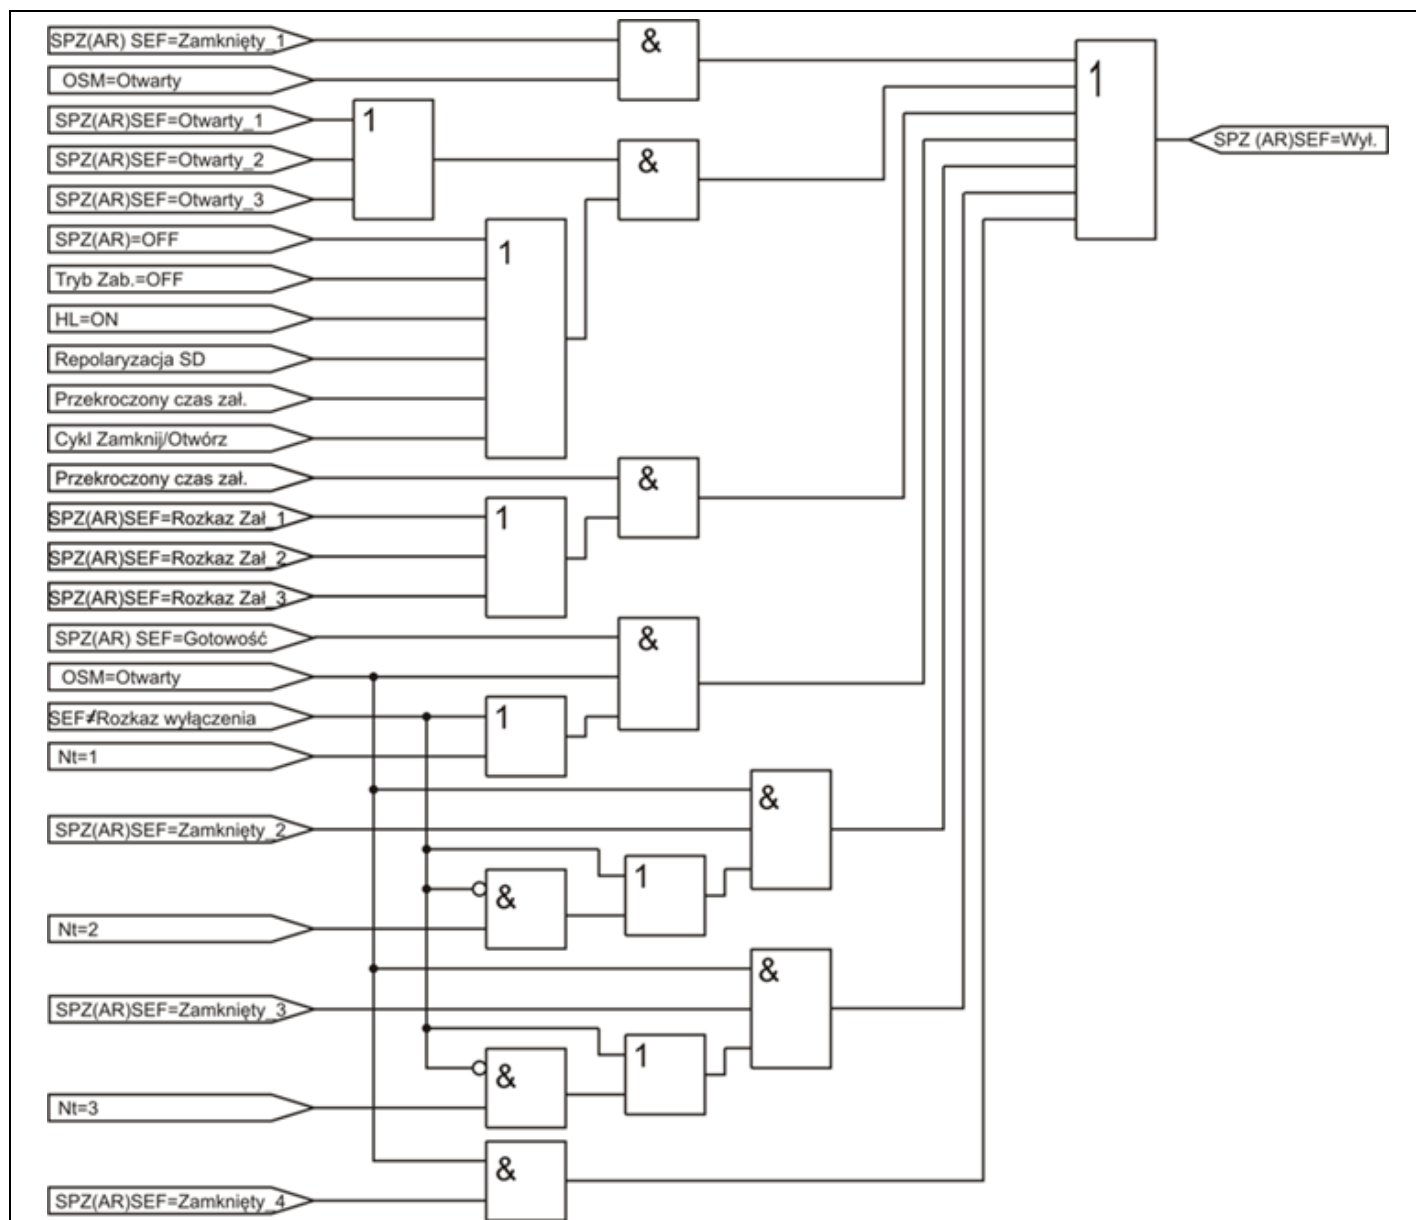 SPZ(AR) SEF=Zamknięty_1
&
1
OSM=Otwarty
SPZ(AR)SEF=Otwarty_1
1
SPZ (AR)SEF=Wył.
SPZ(AR)SEF=Otwarty_2
&
SPZ(AR)SEF=Otwarty_3
SPZ(AR)=OFF
1
Tryb Zab.=OFF
HL=ON
Repolaryzacja SD
Przekroczony czas zał.
Cykl Zamknij/Otwórz
Przekroczony czas zał.
&
SPZ(AR)SEF=Rozkaz Zał_1
1
SPZ(AR)SEF=Rozkaz Zał_2
SPZ(AR)SEF=Rozkaz Zał_3
SPZ(AR) SEF=Gotowość
&
OSM=Otwarty
SEF≠Rozkaz wyłączenia
1
Nt=1
&
SPZ(AR)SEF=Zamknięty_2
1
&
Nt=2
&
SPZ(AR)SEF=Zamknięty_3
1
&
Nt=3
&
SPZ(AR)SEF=Zamknięty_4